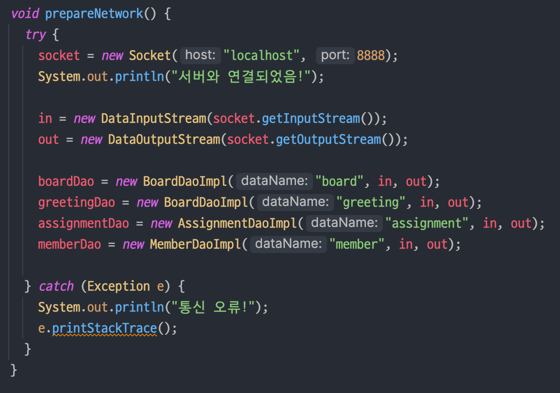 void prepareNetwork() {
try {
socket = new Socket( host: "localhost", port: 8888);
System.out.println("서버와 연결되었음!");
in = new DataInputStream(socket.getInputStream());
out = new DataOutputStream(socket.getOutputStream());
boardDao = new BoardDaoImpl( dataName: "board", in, out);
greetingDao = new BoardDaoImpl( dataName: "greeting", in, out);
assignmentDao = new AssignmentDaoImpl( dataName: "assignment", in, out);
memberDao = new MemberDaoImpl( dataName: "member", in, out);
} catch (Exception e) {
System.out.println("통신 오류!");
e.printStackTrace();
}
}